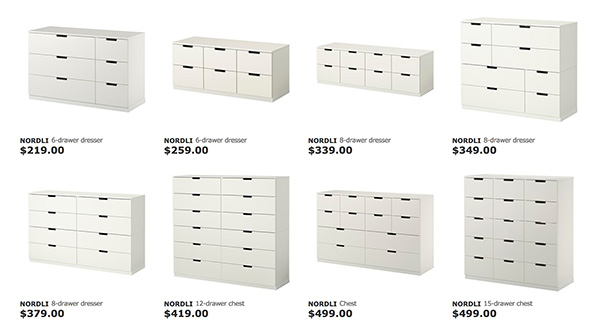 NORDLI 6-drawer dresser
$219.00
NORDLI 6-drawer dresser
$259.00
NORDLI 8-drawer dresser
$339.00
NORDLI 8-drawer dresser
$349.00
NORDLI 8-drawer dresser
$379.00
NORDLI 12-drawer chest
$419.00
NORDLI Chest
$499.00
NORDLI 15-drawer chest
$499.00